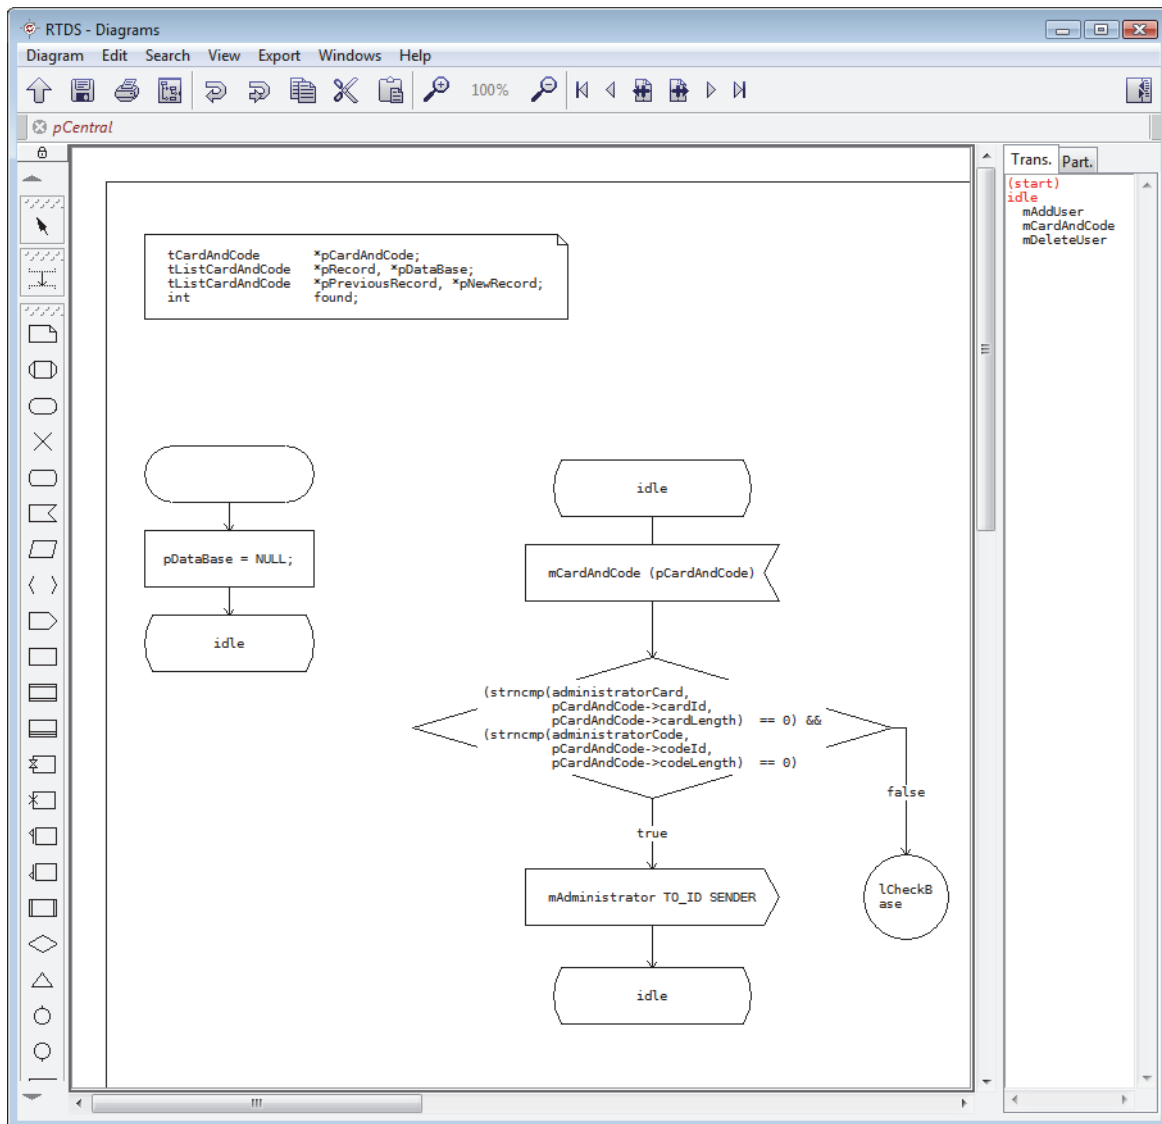 RTDS - Diagrams
Diagram Edit Search View Export Windows Help
100%
pCentral
Trans. Part.
(start)
idle
mAddUser
mCardAndCode
mDeleteUser
tCardAndCode *pCardAndCode;
tListCardAndCode *pRecord, *pDataBase;
tListCardAndCode *pPreviousRecord, *pNewRecord;
int found;
pDataBase = NULL;
idle
idle
mCardAndCode (pCardAndCode)
(strncmp(administratorCard,
pCardAndCode->cardId,
pCardAndCode->cardLength) == 0) &&
(strncmp(administratorCode,
pCardAndCode->codeId,
pCardAndCode->codeLength) == 0)
false
true
mAdministrator TO_ID SENDER
lCheckB
ase
idle